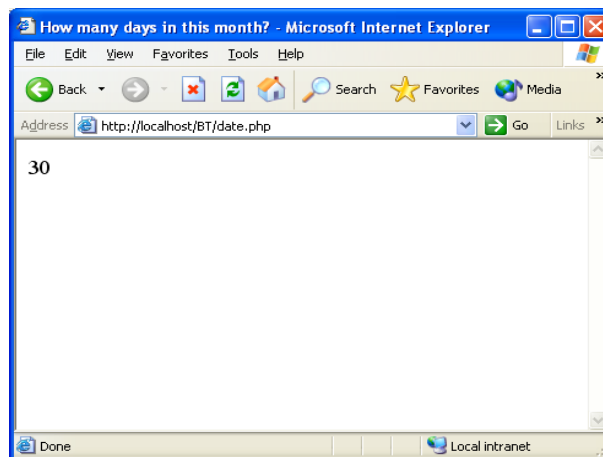 How many days in this month? - Microsoft Internet Explorer
File Edit View Favorites Tools Help
Back Search Favorites Media »
Address http://localhost/BT/date.php Go Links »
30
Done Local intranet